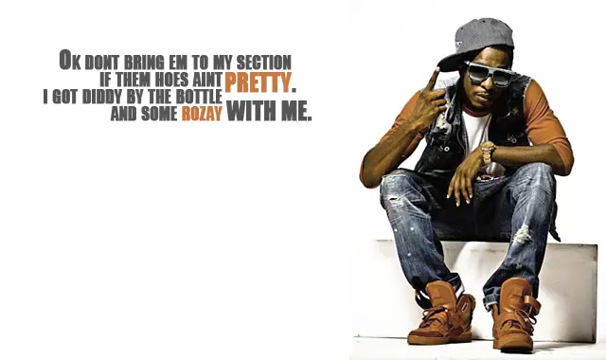 OK DONT BRING EM TO MY SECTION
IF THEM HOES AINT PRETTY.
I GOT DIDDY BY THE BOTTLE
AND SOME ROZAY WITH ME.